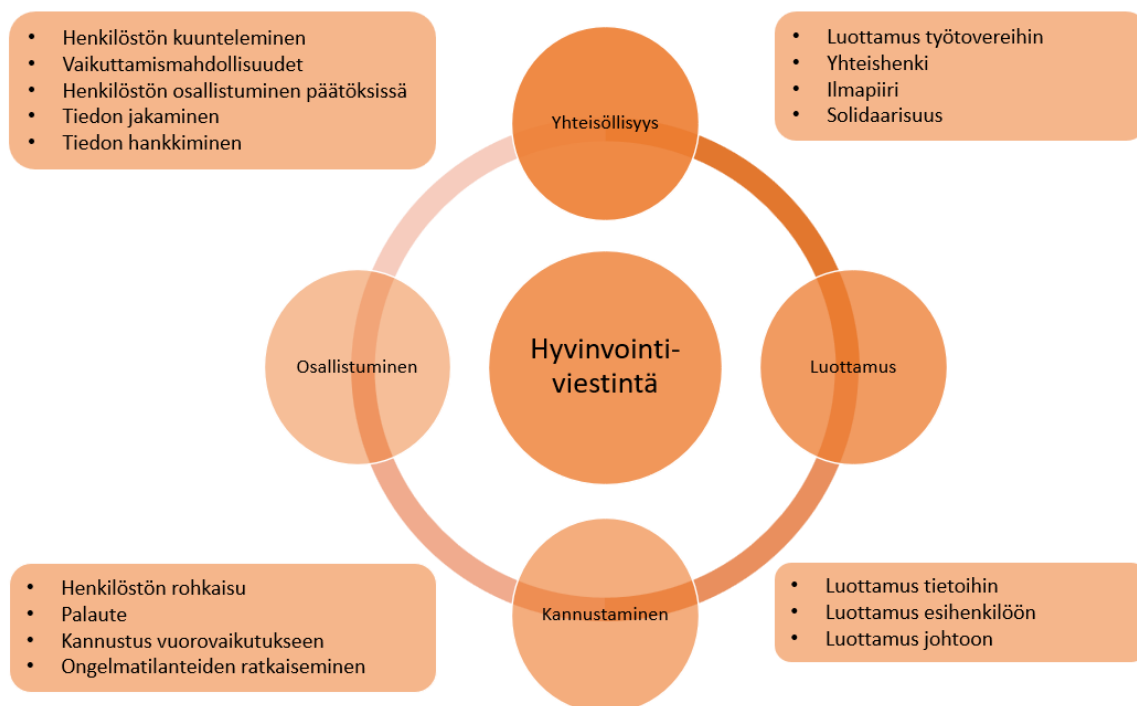 • Henkilöstön kuunteleminen
• Vaikuttamismahdollisuudet
• Henkilöstön osallistuminen päätöksissä
• Tiedon jakaminen
• Tiedon hankkiminen
Yhteisöllisyys
• Luottamus työtovereihin
• Yhteishenki
• Ilmapiiri
• Solidaarisuus
Osallistuminen
Hyvinvointi-
viestintä
Luottamus
• Henkilöstön rohkaisu
• Palaute
• Kannustus vuorovaikutukseen
• Ongelmatilanteiden ratkaiseminen
Kannustaminen
• Luottamus tietoihin
• Luottamus esihenkilöön
• Luottamus johtoon